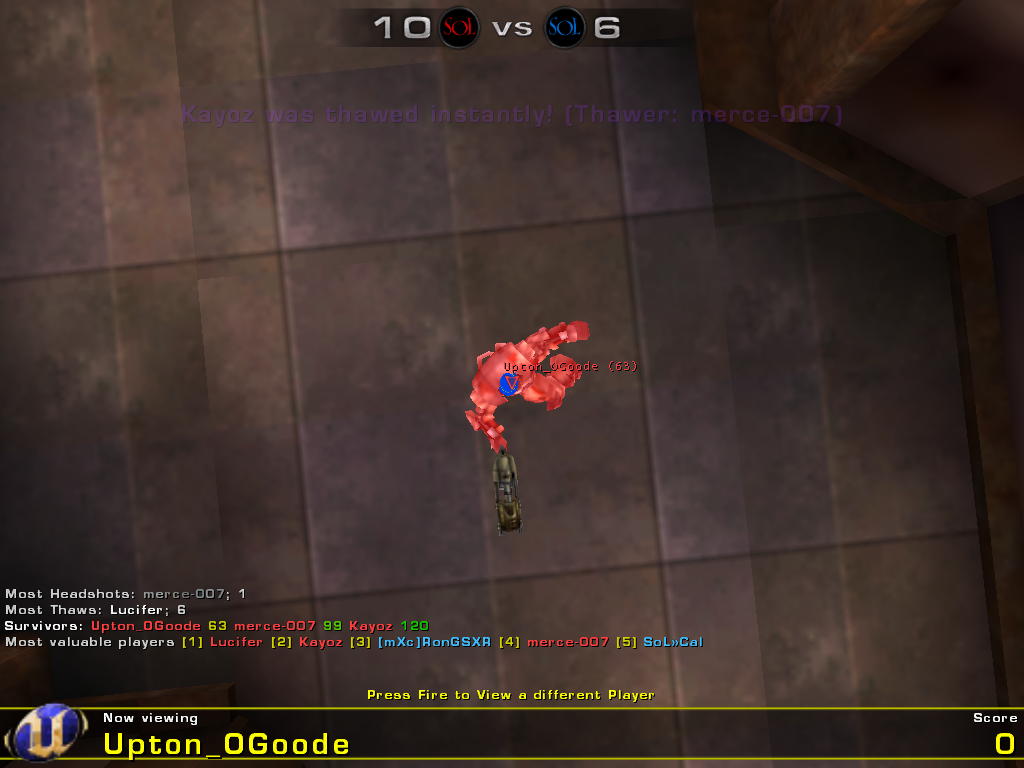 10 SOL vs SOL 6
Kayoz was thawed instantly! (Thawer: merce-007)
Upton_OGoode (63)
Most Headshots: merce-007; 1
Most Thaws: Lucifer; 6
Survivors: Upton_OGoode 63 merce-007 99 Kayoz 120
Most valuable players [1] Lucifer [2] Kayoz [3] [mXc]RonGSXR [4] merce-007 [5] SoL»Cal
Press Fire to View a different Player
Now viewing Score
Upton_OGoode 0